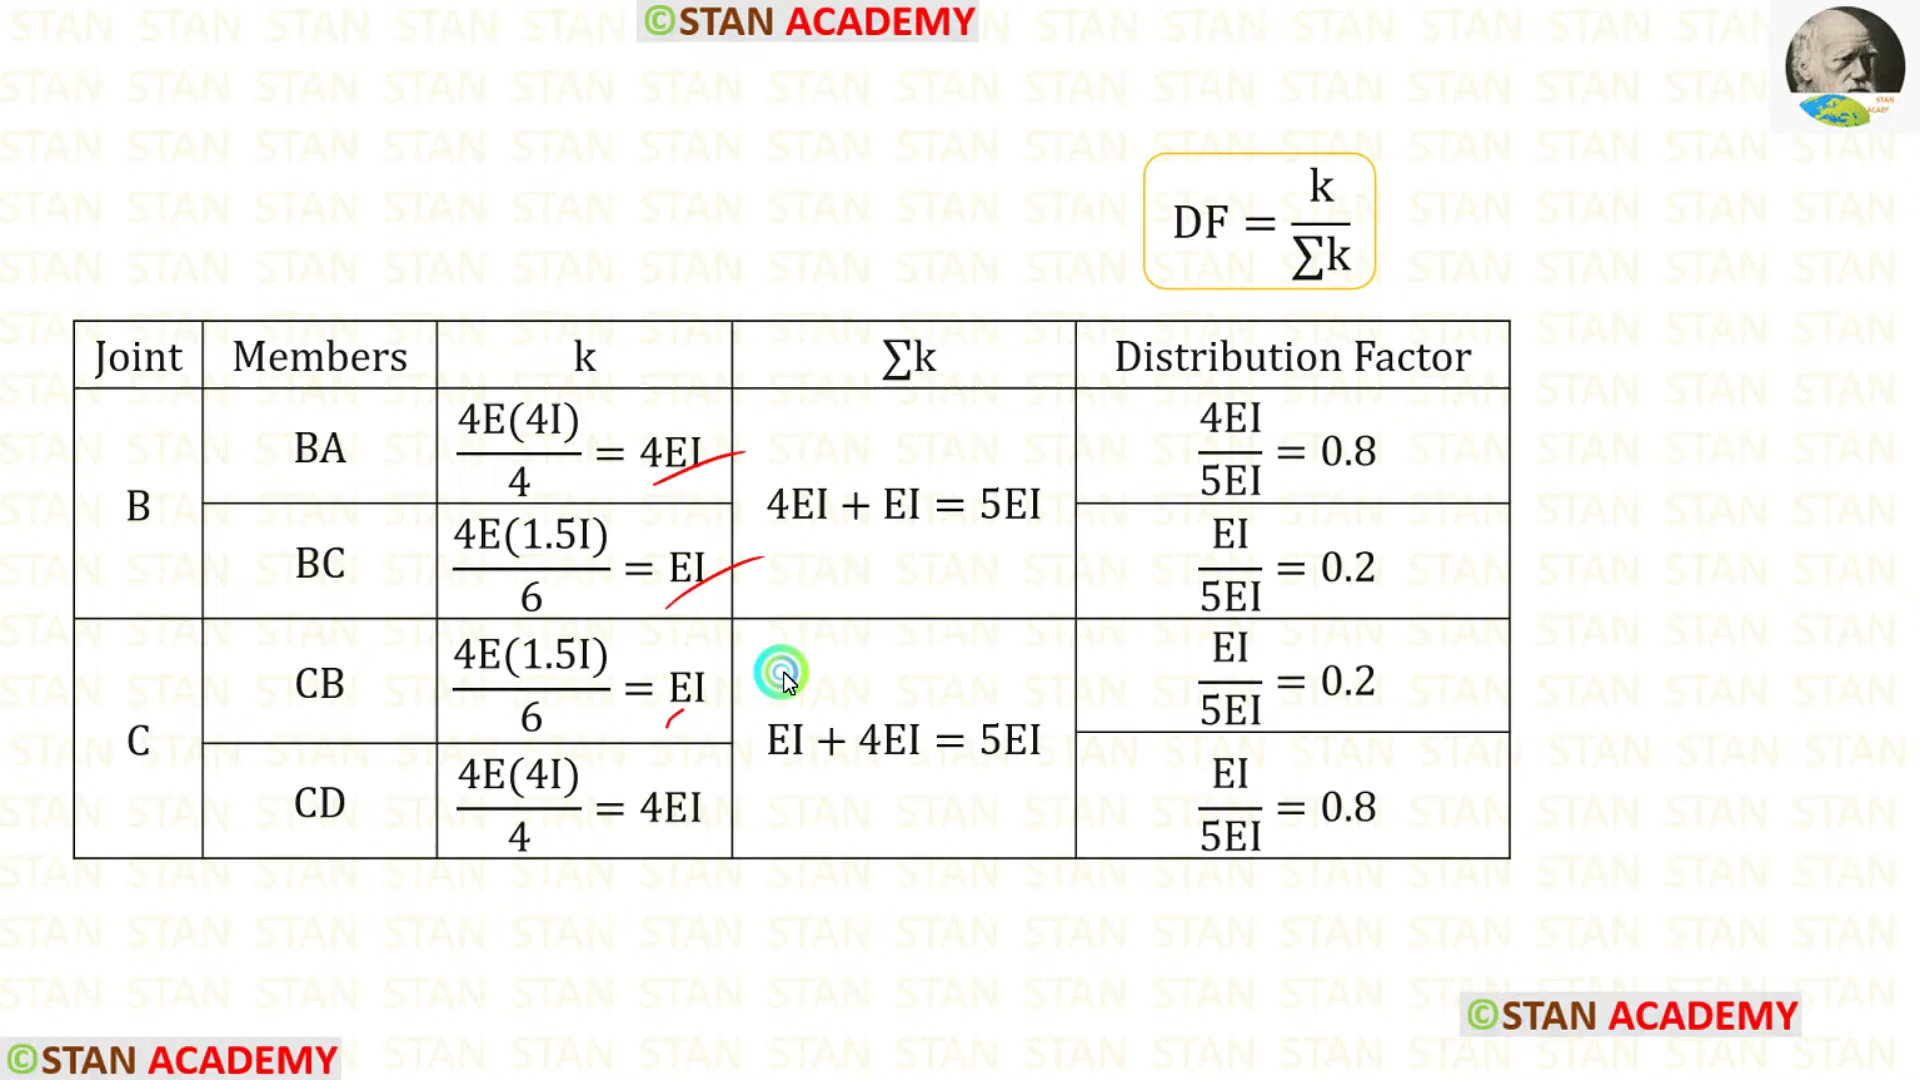 ©STAN ACADEMY
STAN
ACADE
DF = k/∑k
Joint Members k ∑k Distribution Factor
B
BA 4E(4I)/4 = 4EI
4EI + EI = 5EI
4EI/5EI = 0.8
BC 4E(1.5I)/6 = EI
EI/5EI = 0.2
C
CB 4E(1.5I)/6 = EI
EI + 4EI = 5EI
EI/5EI = 0.2
CD 4E(4I)/4 = 4EI
EI/5EI = 0.8
©STAN ACADEMY
©STAN ACADEMY